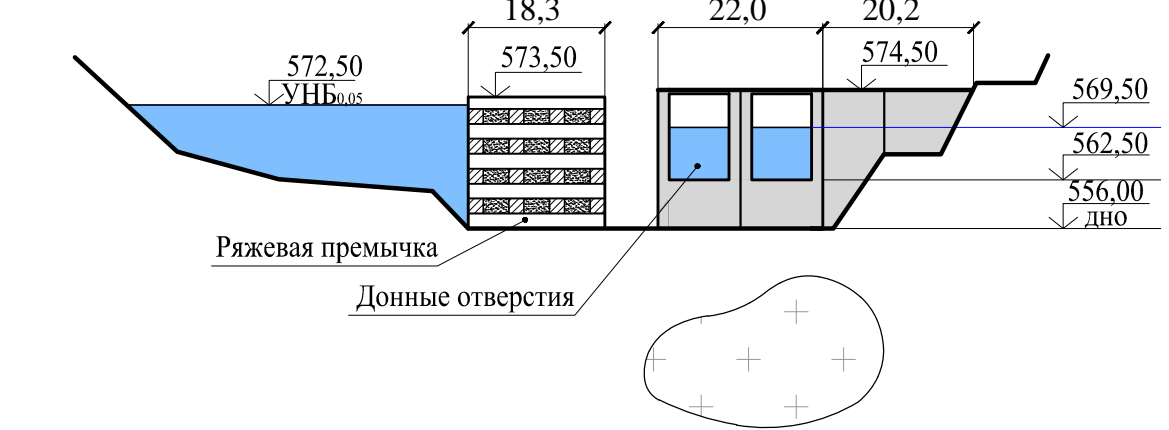 18,3
22,0
20,2
572,50
УНБ0,05
573,50
574,50
569,50
562,50
556,00
дно
Ряжевая премычка
Донные отверстия